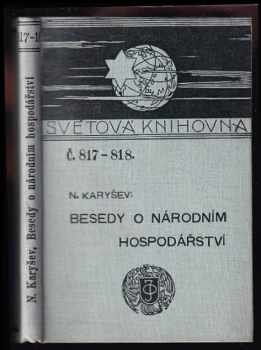 SVĚTOVÁ KNIHOVNA
Č. 817-818.
N. KARYŠEV:
BESEDY O NÁRODNÍM
HOSPODÁŘSTVÍ
N. Karyšev, Besedy o národním hospodářství